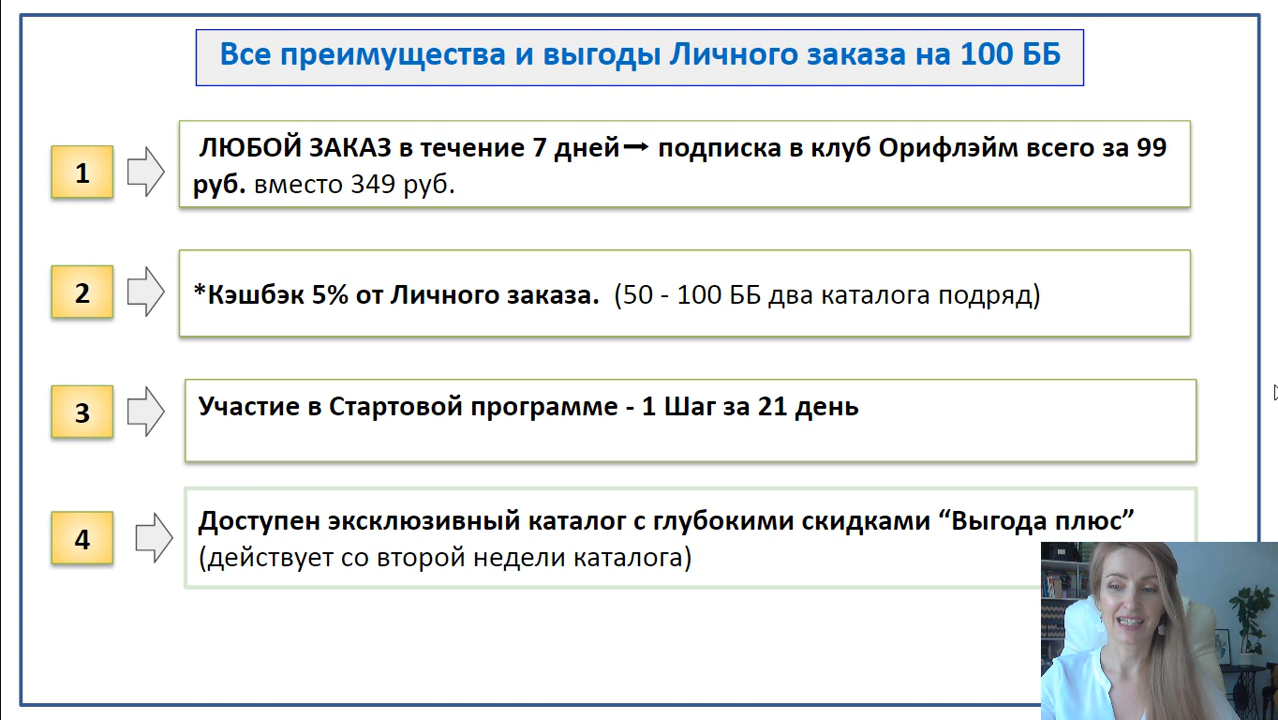 Все преимущества и выгоды Личного заказа на 100 ББ
1
ЛЮБОЙ ЗАКАЗ в течение 7 дней→ подписка в клуб Орифлэйм всего за 99
руб. вместо 349 руб.
2
*Кэшбэк 5% от Личного заказа. (50 - 100 ББ два каталога подряд)
3
Участие в Стартовой программе - 1 Шаг за 21 день
4
Доступен эксклюзивный каталог с глубокими скидками “Выгода плюс”
(действует со второй недели каталога)